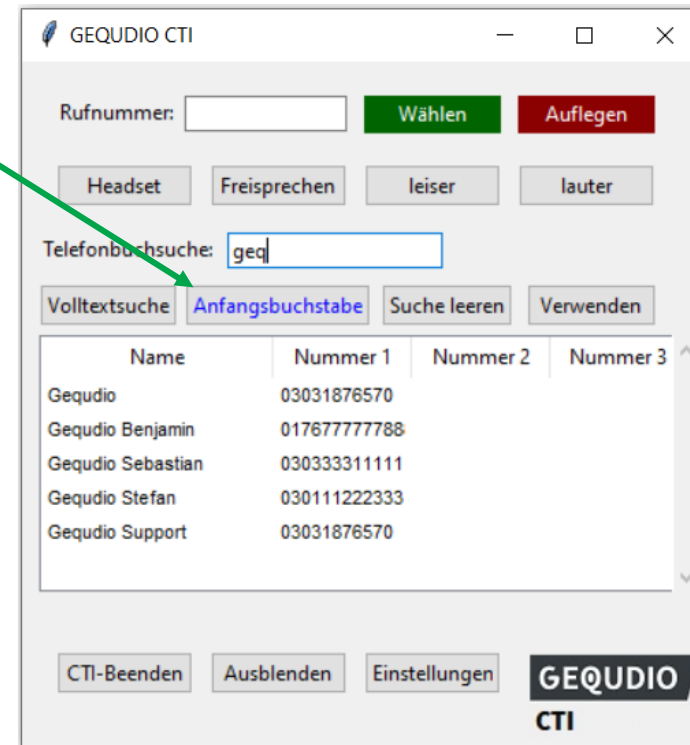 GEQUDIO CTI
Rufnummer: Wählen Auflegen
Headset Freisprechen leiser lauter
Telefonbuchsuche: geq
Volltextsuche Anfangsbuchstabe Suche leeren Verwenden
Name Nummer 1 Nummer 2 Nummer 3
Gequdio 03031876570
Gequdio Benjamin 017677777788
Gequdio Sebastian 030333311111
Gequdio Stefan 030111222333
Gequdio Support 03031876570
CTI-Beenden Ausblenden Einstellungen GEQUDIO
CTI